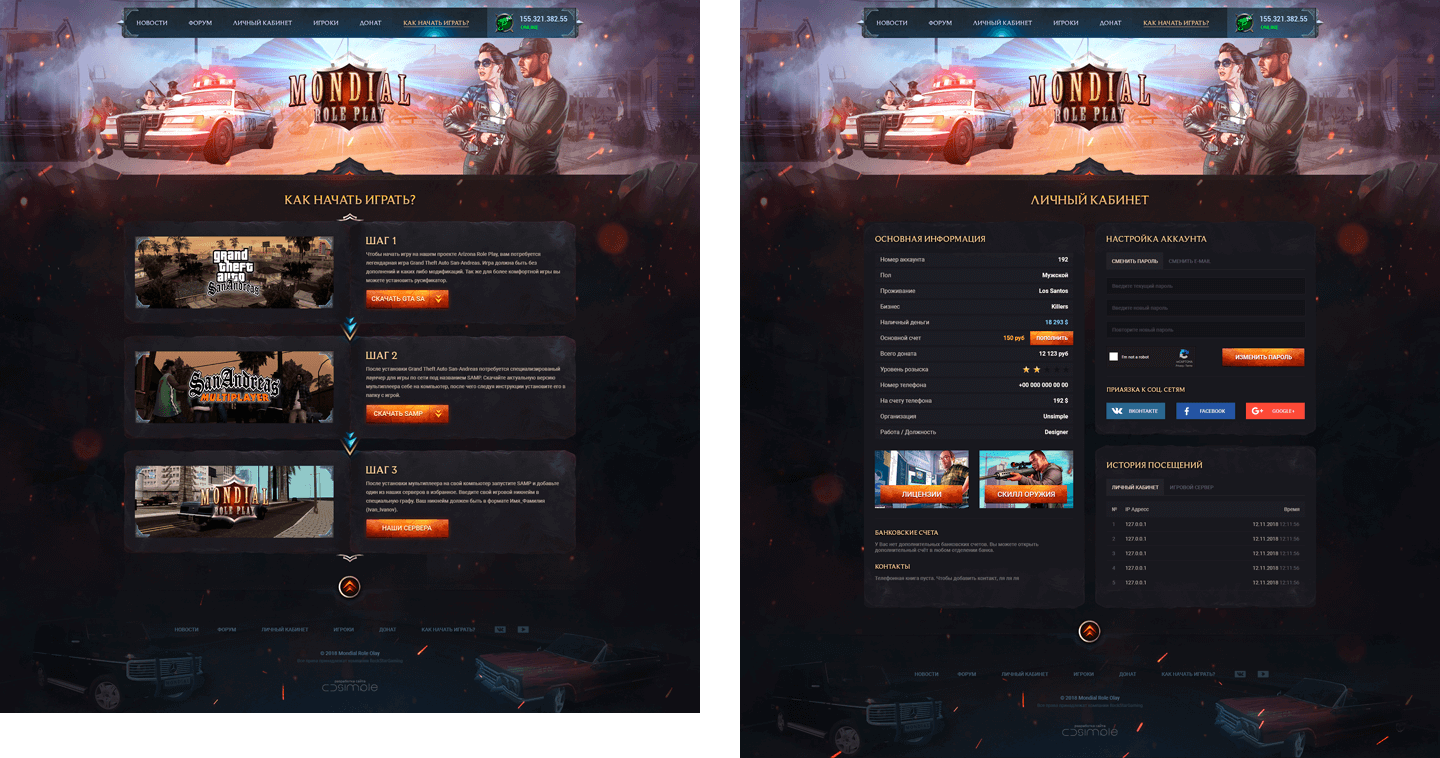 НОВОСТИ ФОРУМ ЛИЧНЫЙ КАБИНЕТ ИГРОКИ ДОНАТ КАК НАЧАТЬ ИГРАТЬ? 155.321.382.55
ONLINE
MONDIAL
ROLE PLAY
КАК НАЧАТЬ ИГРАТЬ?
grand
theft
auto
SanAndreas
ШАГ 1
Чтобы начать игру на нашем проекте Arizona Role Play, вам потребуется
легендарная игра Grand Theft Auto San-Andreas. Игра должна быть без
дополнений и каких либо модификаций. Так же для более комфортной игры мы
можете установить русификатор.
СКАЧАТЬ GTA SA
SanAndreas
MULTIPLAYER
ШАГ 2
После установки Grand Theft Auto San-Andreas потребуется специализированный
лаунчер для игры по сети под названием SAMP. Скачайте актуальную версию
мультиплеера себе на компьютер, после чего следуя инструкции установите его в
папку с игрой.
СКАЧАТЬ SAMP
MONDIAL
ROLE PLAY
ШАГ 3
После установки мультиплеера на свой компьютер запустите SAMP и добавьте
один из наших серверов в избранное. Введите свой игровой никнейм в
специальную графу. Ваш никнейм должен быть в формате Имя_Фамилия
(Ivan_Ivanov).
НАШИ СЕРВЕРА
НОВОСТИ ФОРУМ ЛИЧНЫЙ КАБИНЕТ ИГРОКИ ДОНАТ КАК НАЧАТЬ ИГРАТЬ?
© 2018 Mondial Role Olay
cosimple
НОВОСТИ ФОРУМ ЛИЧНЫЙ КАБИНЕТ ИГРОКИ ДОНАТ КАК НАЧАТЬ ИГРАТЬ? 155.321.382.55
ONLINE
MONDIAL
ROLE PLAY
ЛИЧНЫЙ КАБИНЕТ
ОСНОВНАЯ ИНФОРМАЦИЯ
Номер аккаунта 192
Пол Мужской
Проживание Los Santos
Бизнес Killers
Наличный деньги 18 293 $
Основной счет 150 руб ПОПОЛНИТЬ
Всего доната 12 123 руб
Уровень розыска
Номер телефона +00 000 000 00 00
На счету телефона 192 $
Организация Unsimple
Работа / Должность Designer
ЛИЦЕНЗИИ СКИЛЛ ОРУЖИЯ
БАНКОВСКИЕ СЧЕТА
У Вас нет дополнительных банковских счетов. Вы можете открыть
дополнительный счёт в любом отделении банка.
КОНТАКТЫ
Телефонная книга пуста. Чтобы добавить контакт, ля ля ля
НАСТРОЙКА АККАУНТА
СМЕНИТЬ ПАРОЛЬ СМЕНИТЬ E-MAIL
Введите текущий пароль
Введите новый пароль
Повторите новый пароль
I'm not a robot ИЗМЕНИТЬ ПАРОЛЬ
ПРИАЯЗКА К СОЦ. СЕТЯМ
ВКОНТАКТЕ FACEBOOK GOOGLE+
ИСТОРИЯ ПОСЕЩЕНИЙ
ЛИЧНЫЙ КАБИНЕТ ИГРОВОЙ СЕРВЕР
№ IP Адресс Время
1 127.0.0.1 12.11.2018 12:11:56
2 127.0.0.1 12.11.2018 12:11:56
3 127.0.0.1 12.11.2018 12:11:56
4 127.0.0.1 12.11.2018 12:11:56
5 127.0.0.1 12.11.2018 12:11:56
НОВОСТИ ФОРУМ ЛИЧНЫЙ КАБИНЕТ ИГРОКИ ДОНАТ КАК НАЧАТЬ ИГРАТЬ?
© 2018 Mondial Role Olay
cosimple